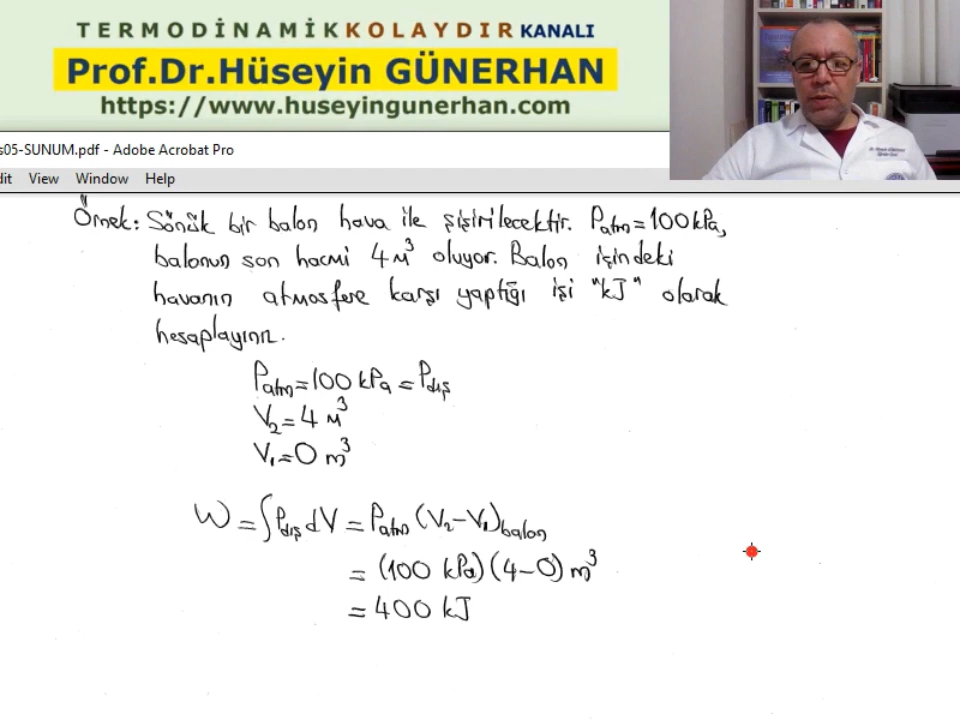 TERMODİNAMİKKOLAYDIR KANALI
Prof.Dr.Hüseyin GÜNERHAN
https://www.huseyingunerhan.com
s05-SUNUM.pdf - Adobe Acrobat Pro
dit View Window Help
Örnek: Sönük bir balon hava ile şişirilecektir. Patm=100 kPa,
balonun son hacmi 4 m³ oluyor. Balon içindeki
havanın atmosfere karşı yaptığı işi "kJ" olarak
hesaplayınız.
Patm=100 kPa=Pdış
V₂=4 m³
V₁=0 m³
W=∫Pdış dV = Patm (V₂-V₁)balon
= (100 kPa)(4-0) m³
= 400 kJ